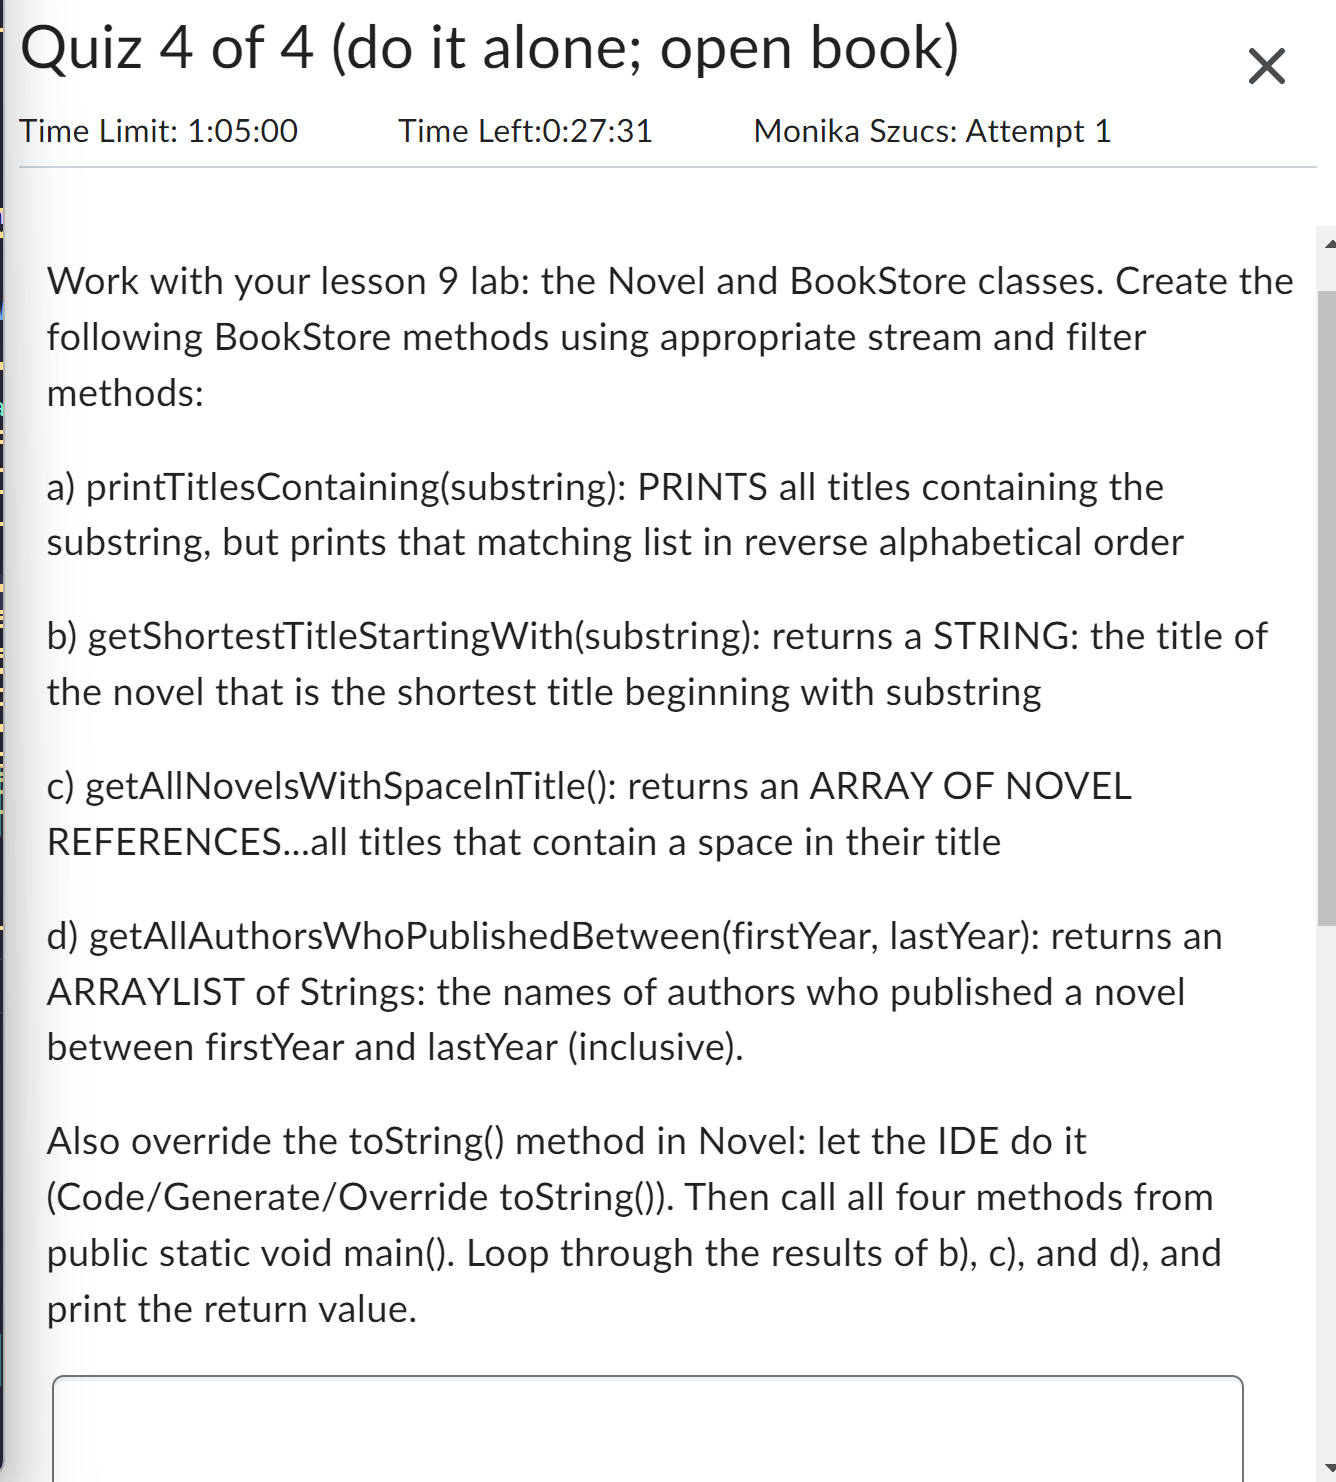 Quiz 4 of 4 (do it alone; open book)
Time Limit: 1:05:00 Time Left:0:27:31 Monika Szucs: Attempt 1
Work with your lesson 9 lab: the Novel and BookStore classes. Create the
following BookStore methods using appropriate stream and filter
methods:
a) printTitlesContaining(substring): PRINTS all titles containing the
substring, but prints that matching list in reverse alphabetical order
b) getShortestTitleStartingWith(substring): returns a STRING: the title of
the novel that is the shortest title beginning with substring
c) getAllNovelsWithSpaceInTitle(): returns an ARRAY OF NOVEL
REFERENCES...all titles that contain a space in their title
d) getAllAuthorsWhoPublishedBetween(firstYear, lastYear): returns an
ARRAYLIST of Strings: the names of authors who published a novel
between firstYear and lastYear (inclusive).
Also override the toString() method in Novel: let the IDE do it
(Code/Generate/Override toString()). Then call all four methods from
public static void main(). Loop through the results of b), c), and d), and
print the return value.